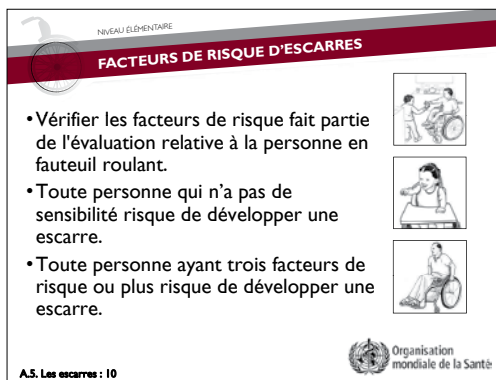 NIVEAU ÉLÉMENTAIRE
FACTEURS DE RISQUE D’ESCARRES
• Vérifier les facteurs de risque fait partie
de l'évaluation relative à la personne en
fauteuil roulant.
• Toute personne qui n’a pas de
sensibilité risque de développer une
escarre.
• Toute personne ayant trois facteurs de
risque ou plus risque de développer une
escarre.
Organisation
mondiale de la Santé
A.5. Les escarres : 10